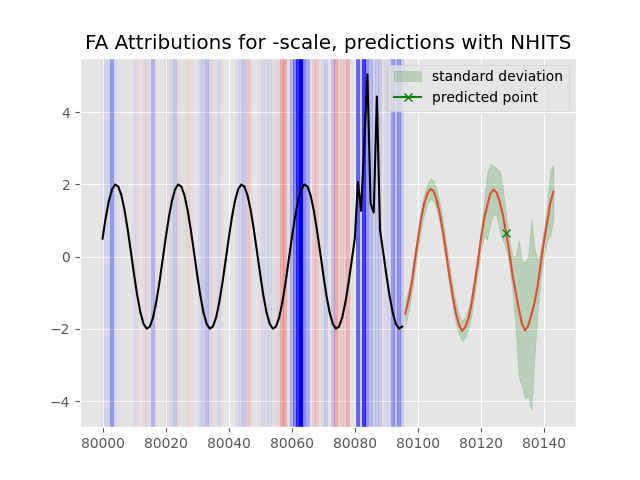 FA Attributions for -scale, predictions with NHITS
standard deviation
predicted point
4
2
0
−2
−4
80000 80020 80040 80060 80080 80100 80120 80140